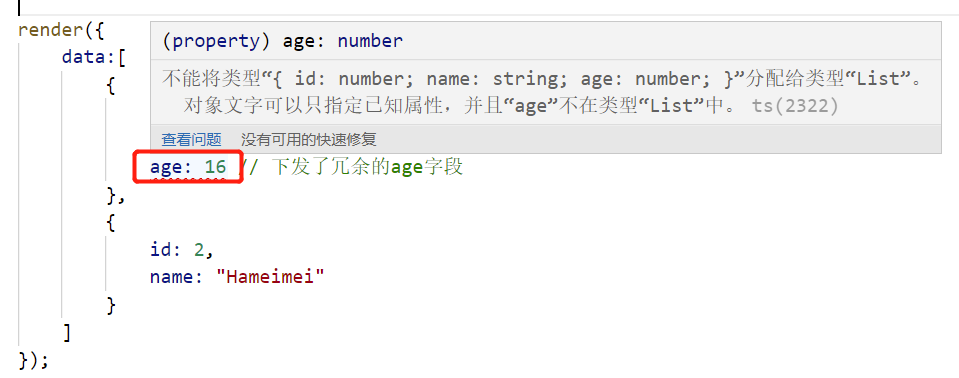 render({
(property) age: number
data:[
{
不能将类型“{ id: number; name: string; age: number; }”分配给类型“List”。
对象文字可以只指定已知属性，并且“age”不在类型“List”中。 ts(2322)
查看问题 没有可用的快速修复
age: 16 // 下发了冗余的age字段
},
{
id: 2,
name: "Hameimei"
}
]
});